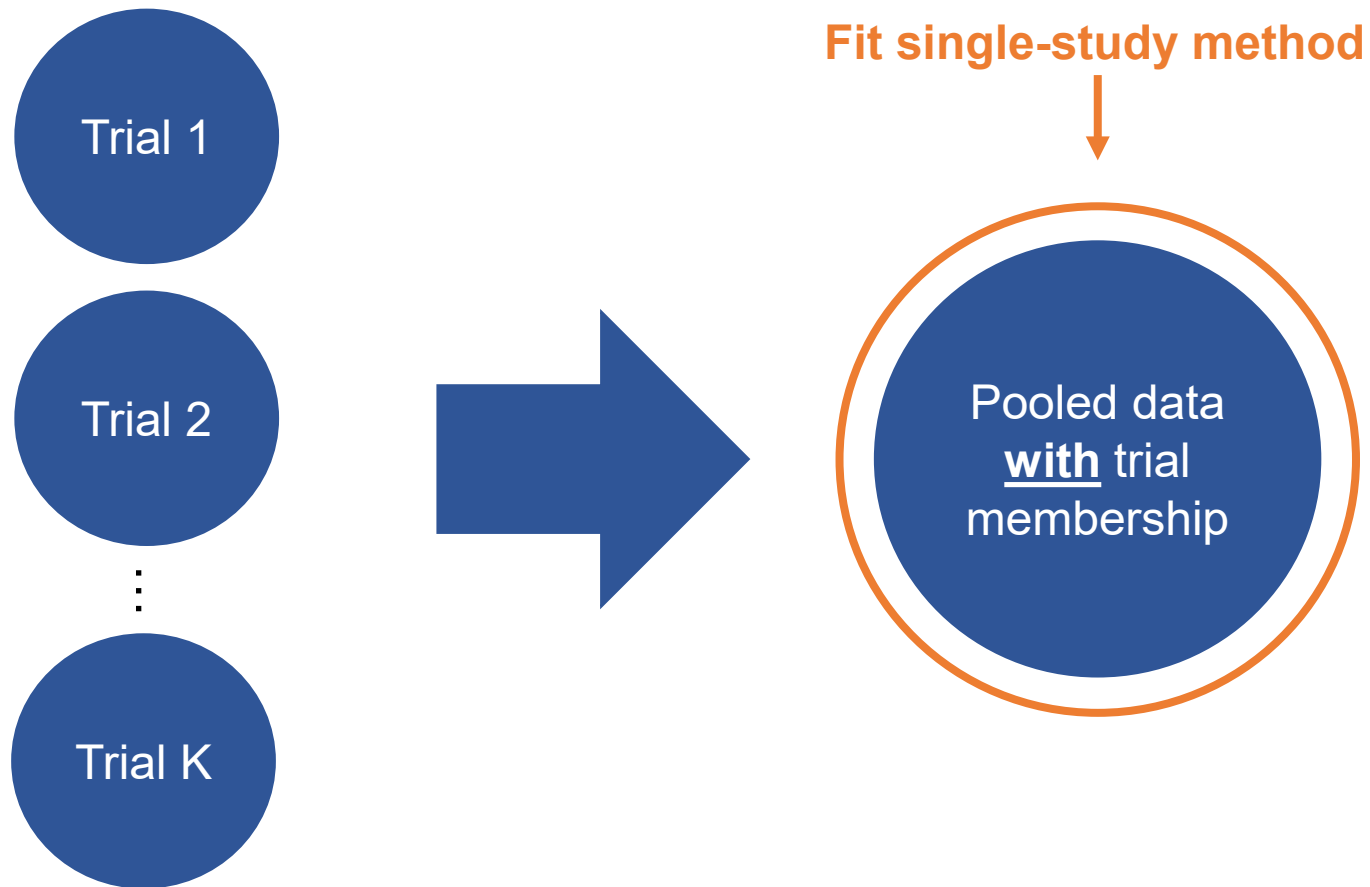 Trial 1
Trial 2
⋮
Trial K
Fit single-study method
Pooled data
with trial
membership